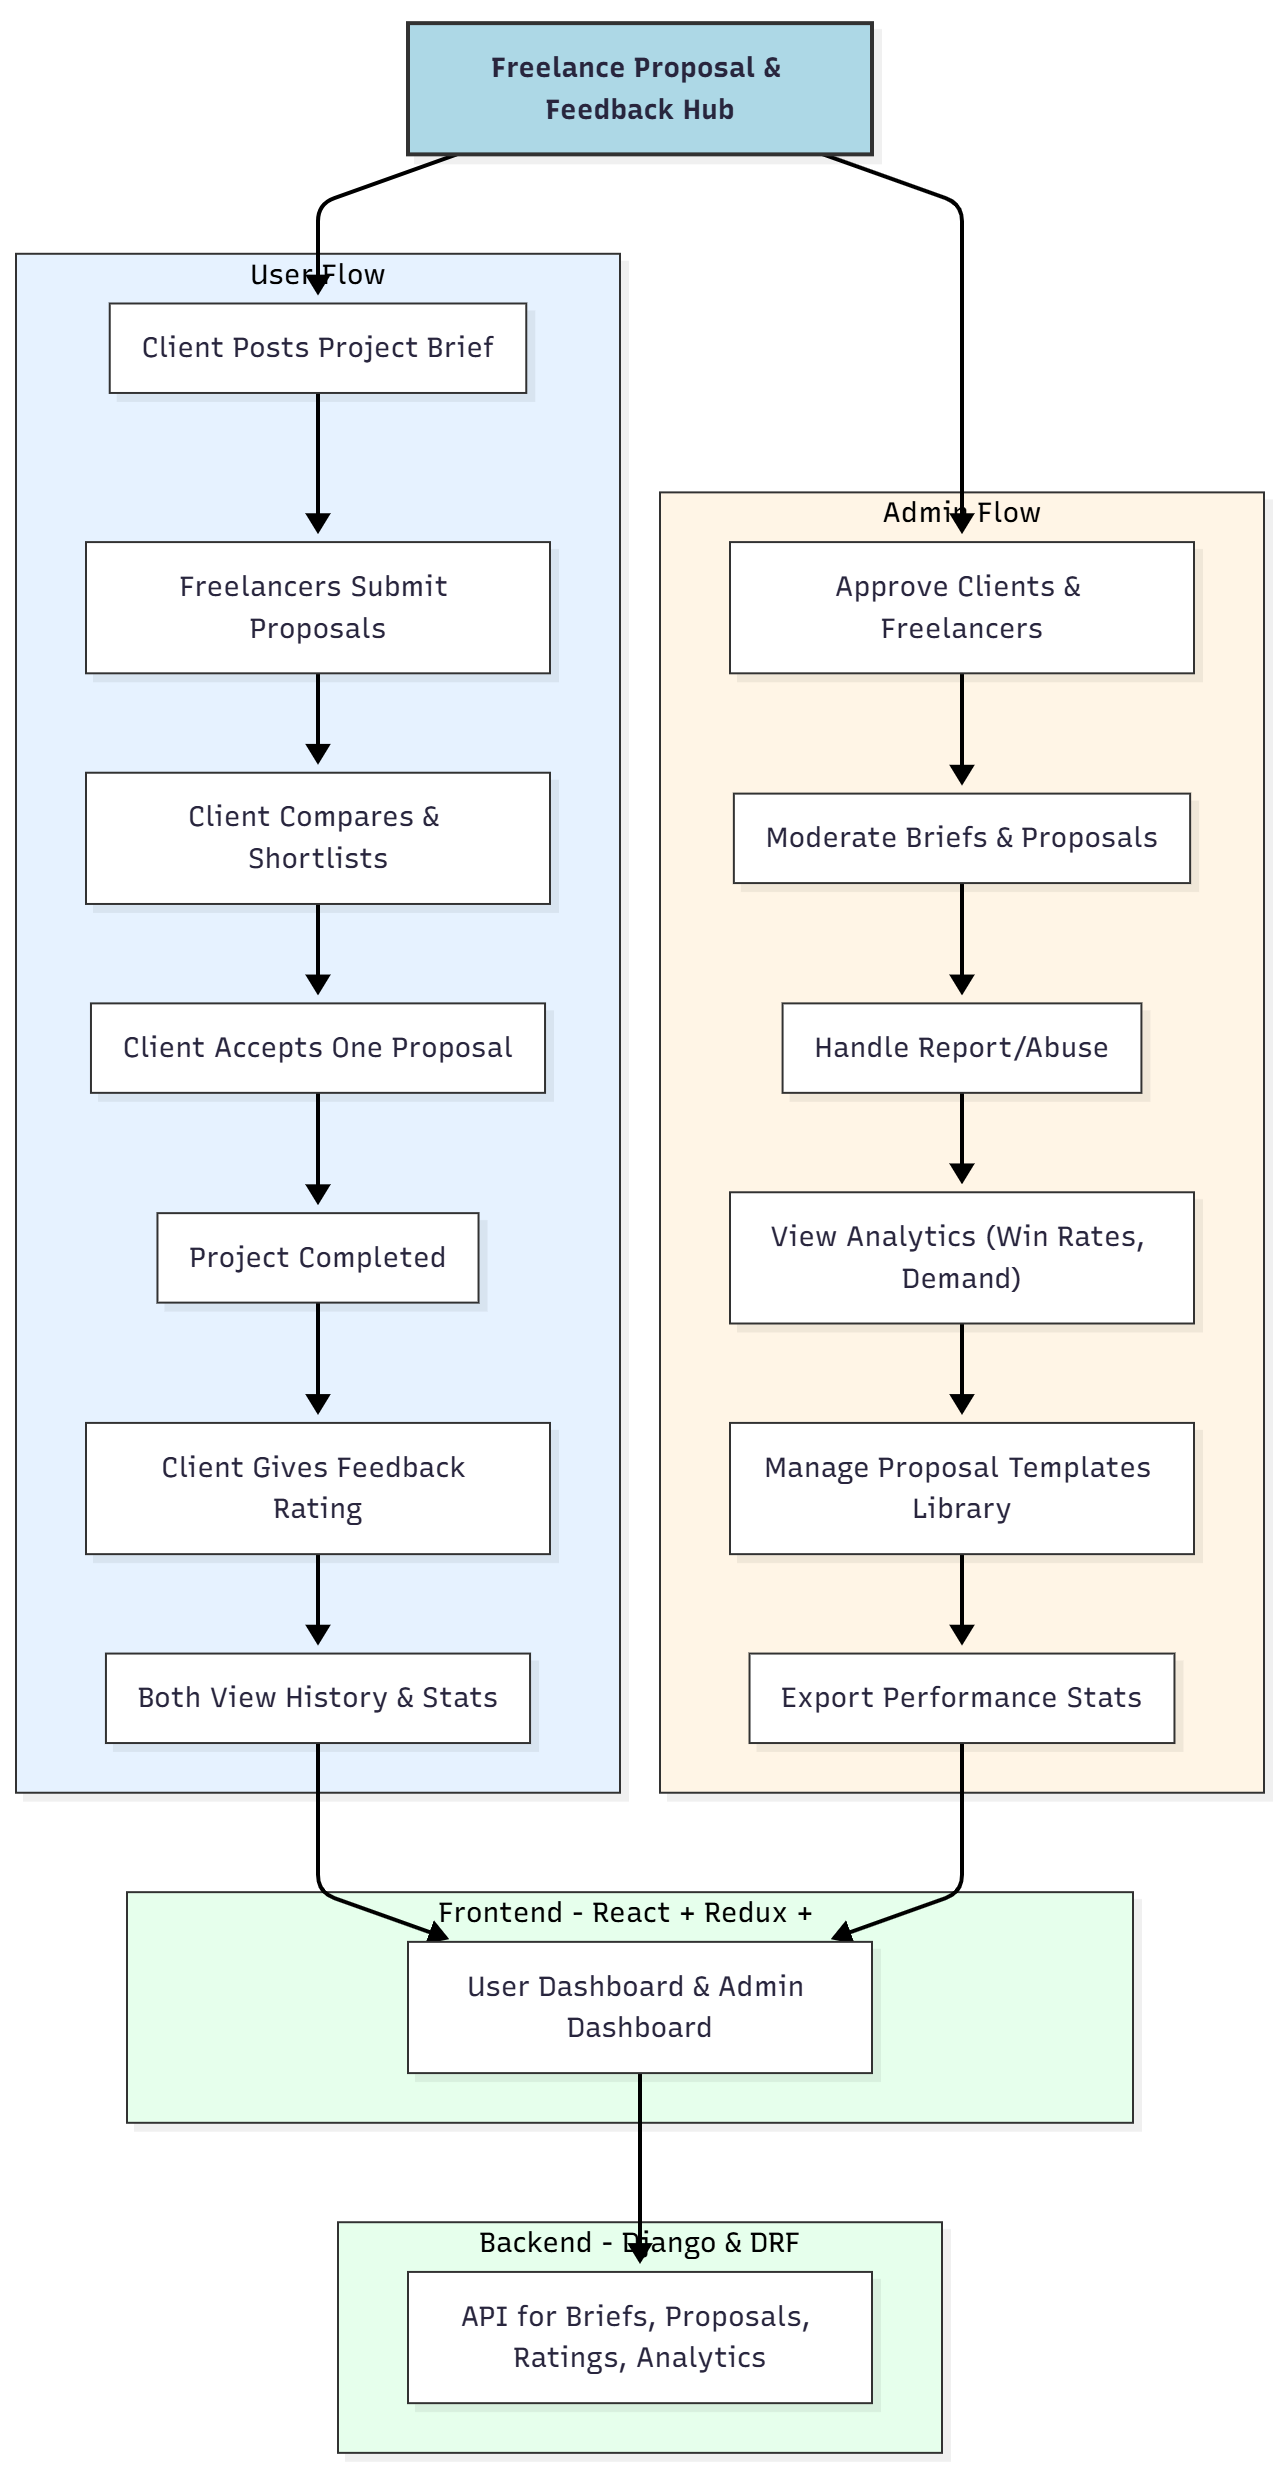 Freelance Proposal &
Feedback Hub
User Flow
Client Posts Project Brief
Freelancers Submit
Proposals
Client Compares &
Shortlists
Client Accepts One Proposal
Project Completed
Client Gives Feedback
Rating
Both View History & Stats
Admin Flow
Approve Clients &
Freelancers
Moderate Briefs & Proposals
Handle Report/Abuse
View Analytics (Win Rates,
Demand)
Manage Proposal Templates
Library
Export Performance Stats
Frontend - React + Redux +
User Dashboard & Admin
Dashboard
Backend - Django & DRF
API for Briefs, Proposals,
Ratings, Analytics